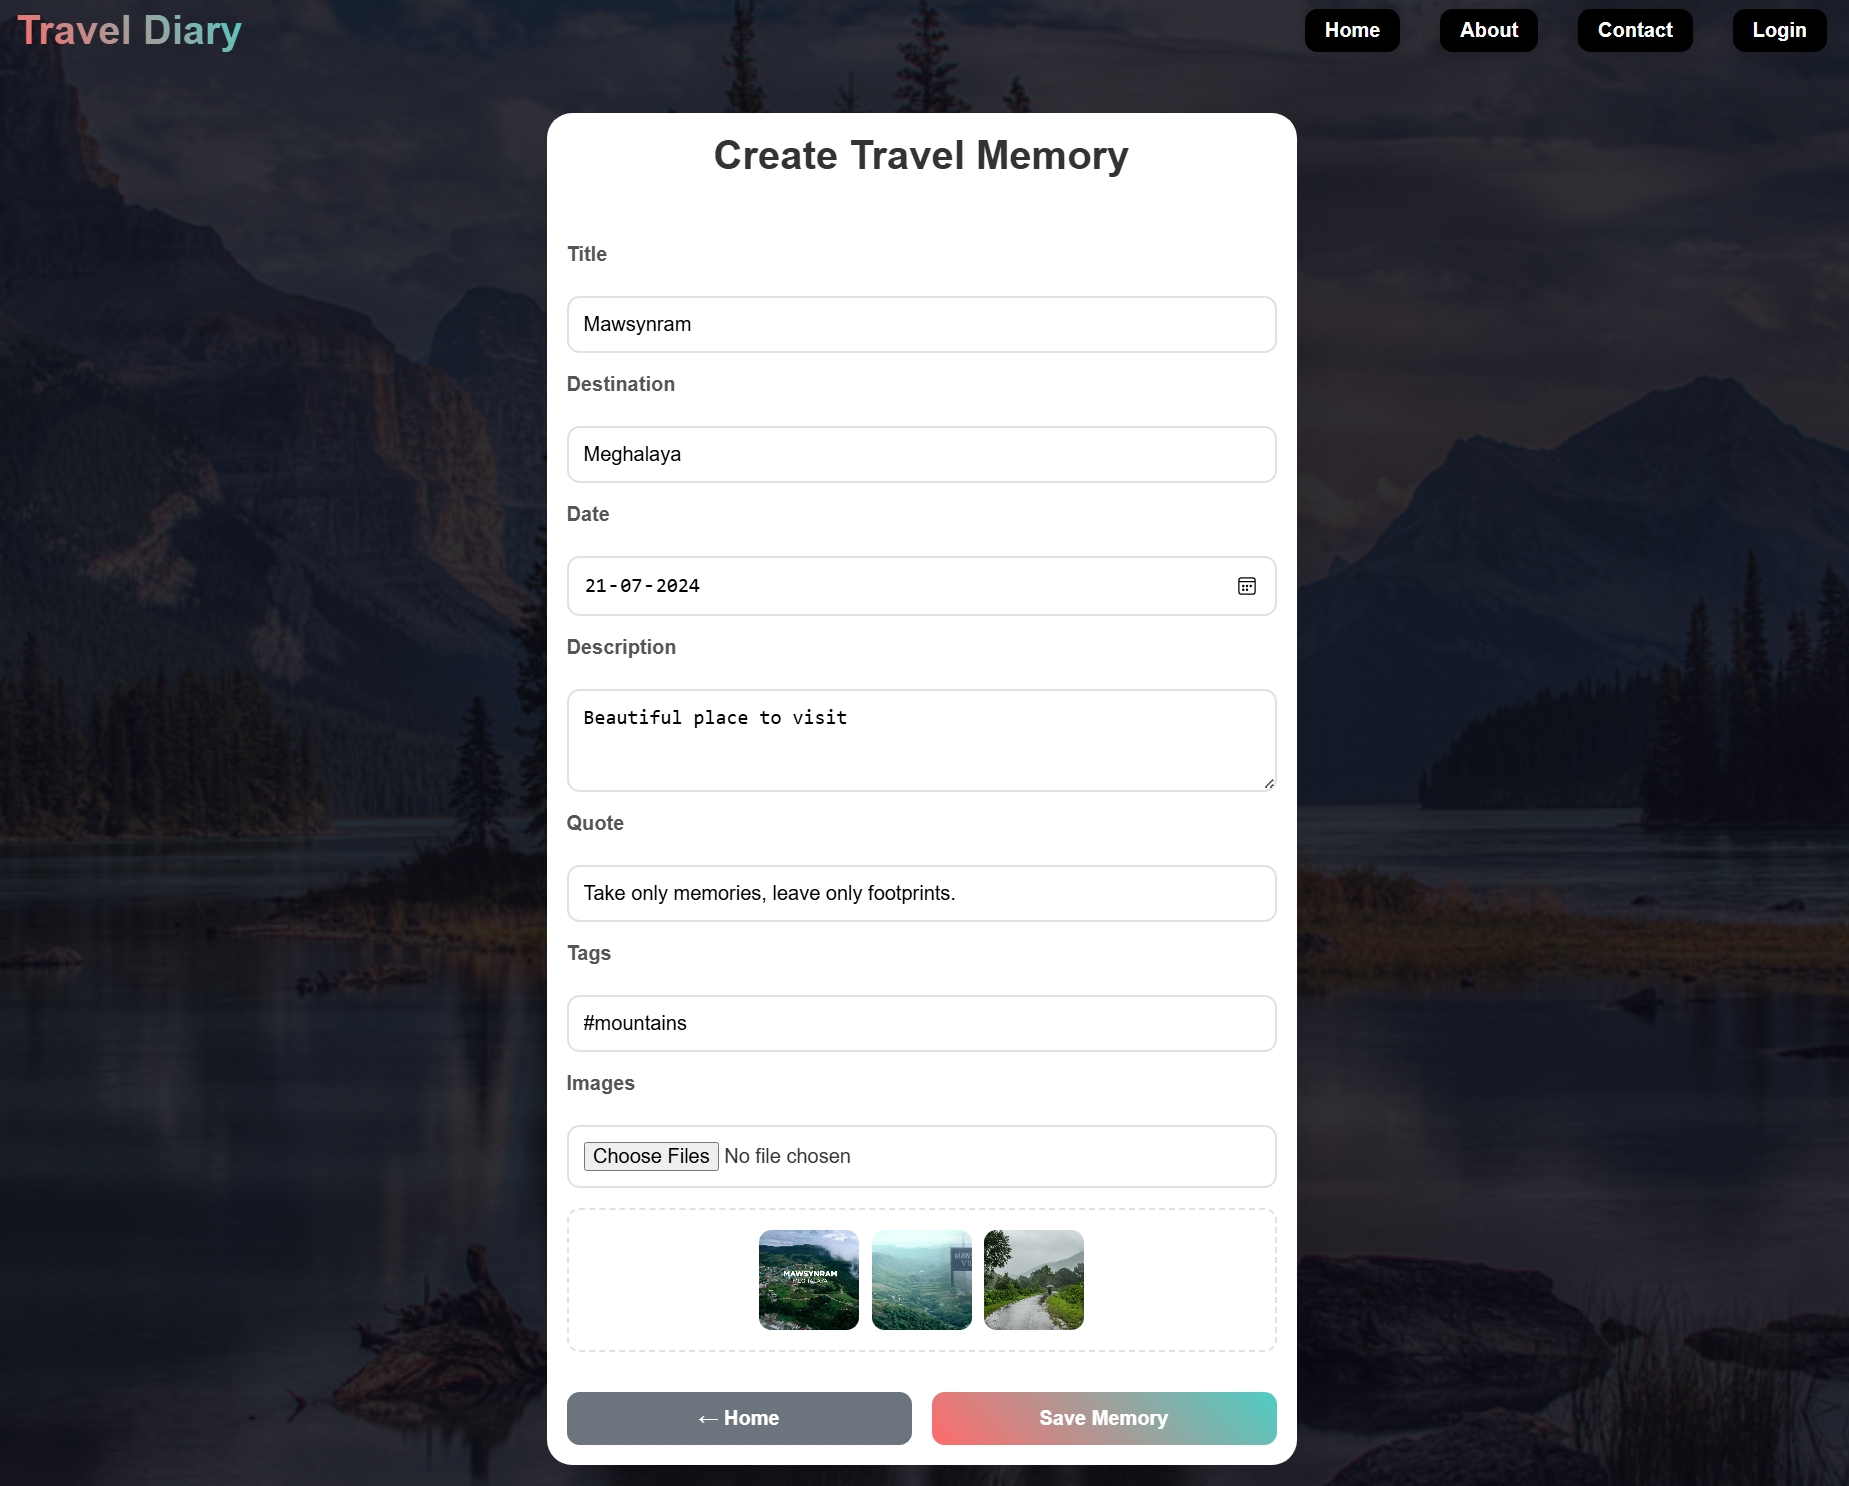 Travel Diary
Home
About
Contact
Login
Create Travel Memory
Title
Mawsynram
Destination
Meghalaya
Date
21-07-2024
Description
Beautiful place to visit
Quote
Take only memories, leave only footprints.
Tags
#mountains
Images
Choose Files No file chosen
MAWSYNRAM
MEGHALAYA
← Home
Save Memory